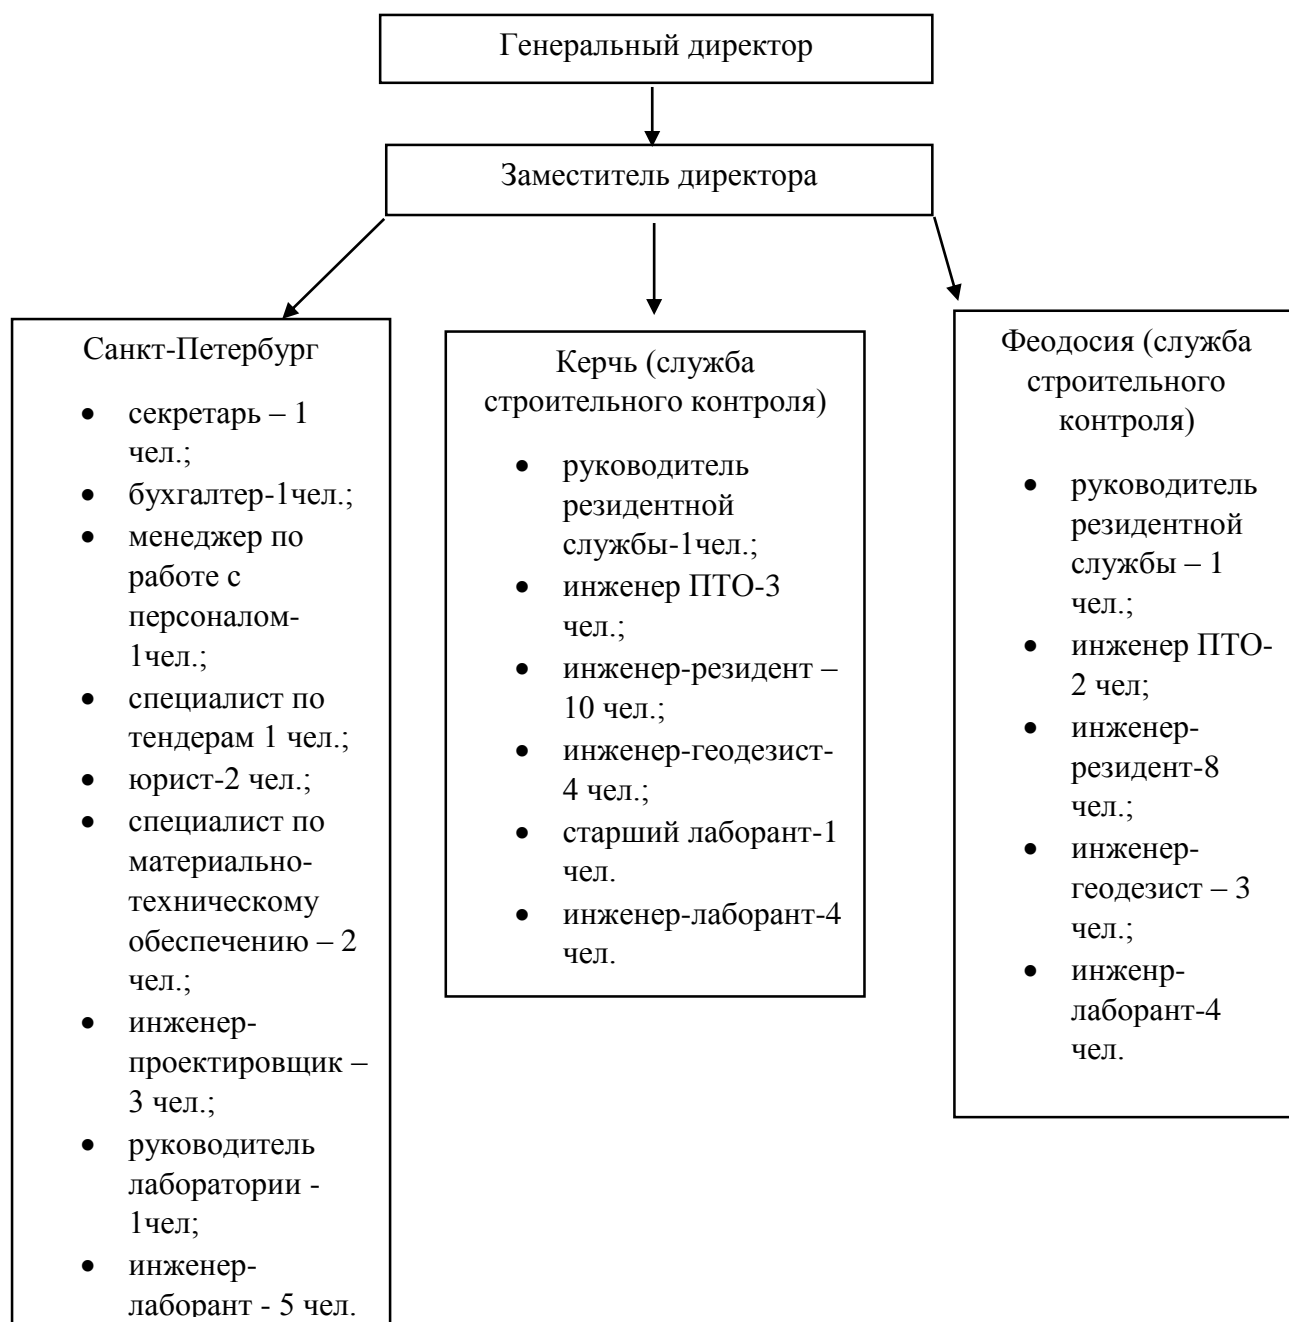 Генеральный директор
Заместитель директора
Санкт-Петербург
• секретарь – 1
чел.;
• бухгалтер-1чел.;
• менеджер по
работе с
персоналом-
1чел.;
• специалист по
тендерам 1 чел.;
• юрист-2 чел.;
• специалист по
материально-
техническому
обеспечению – 2
чел.;
• инженер-
проектировщик –
3 чел.;
• руководитель
лаборатории -
1чел;
• инженер-
лаборант - 5 чел.
Керчь (служба
строительного контроля)
• руководитель
резидентной
службы-1чел.;
• инженер ПТО-3
чел.;
• инженер-резидент –
10 чел.;
• инженер-геодезист-
4 чел.;
• старший лаборант-1
чел.
• инженер-лаборант-4
чел.
Феодосия (служба
строительного
контроля)
• руководитель
резидентной
службы – 1
чел.;
• инженер ПТО-
2 чел;
• инженер-
резидент-8
чел.;
• инженер-
геодезист – 3
чел.;
• инженр-
лаборант-4
чел.